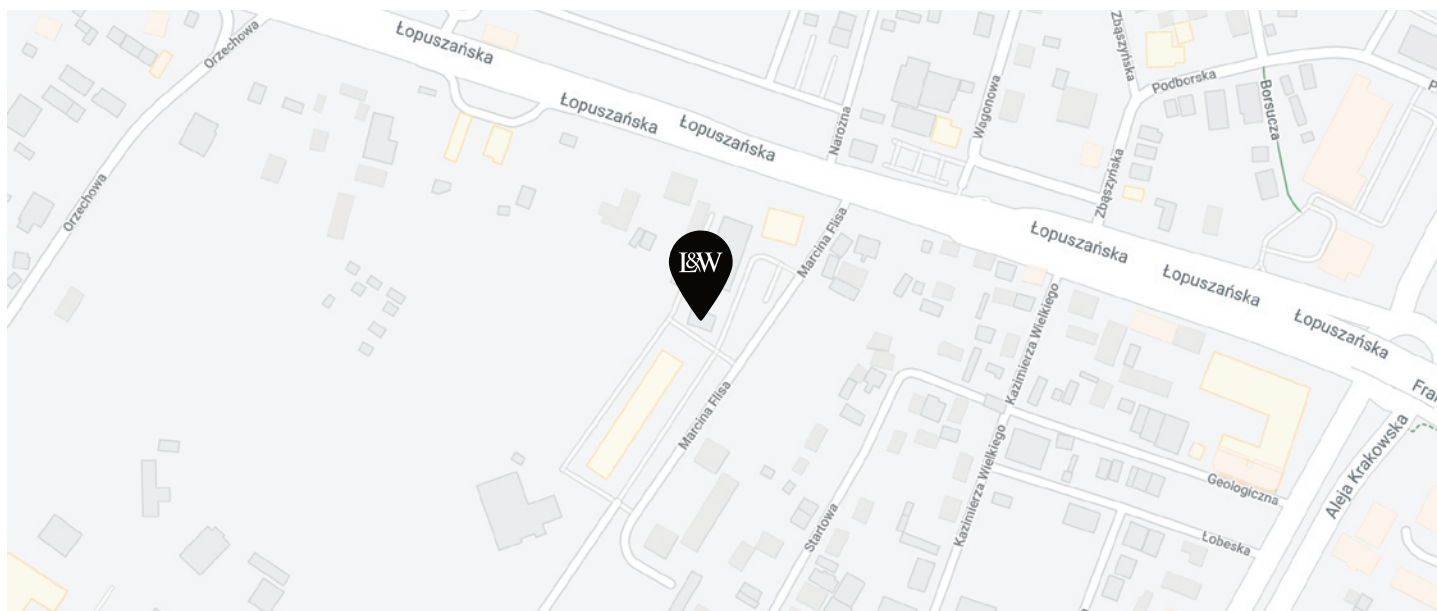 Orzechowa
Łopuszańska
Łopuszańska
Łopuszańska
Narożna
Wagonowa
Zbąszyńska
Podborska
Borsucza
Zbąszyńska
Orzechowa
Marcina Flisa
Łopuszańska
Łopuszańska
Łopuszańska
L&W
Kazimierza Wielkiego
Marcina Flisa
Kazimierza Wielkiego
Startowa
Geologiczna
Łobeska
Aleja Krakowska